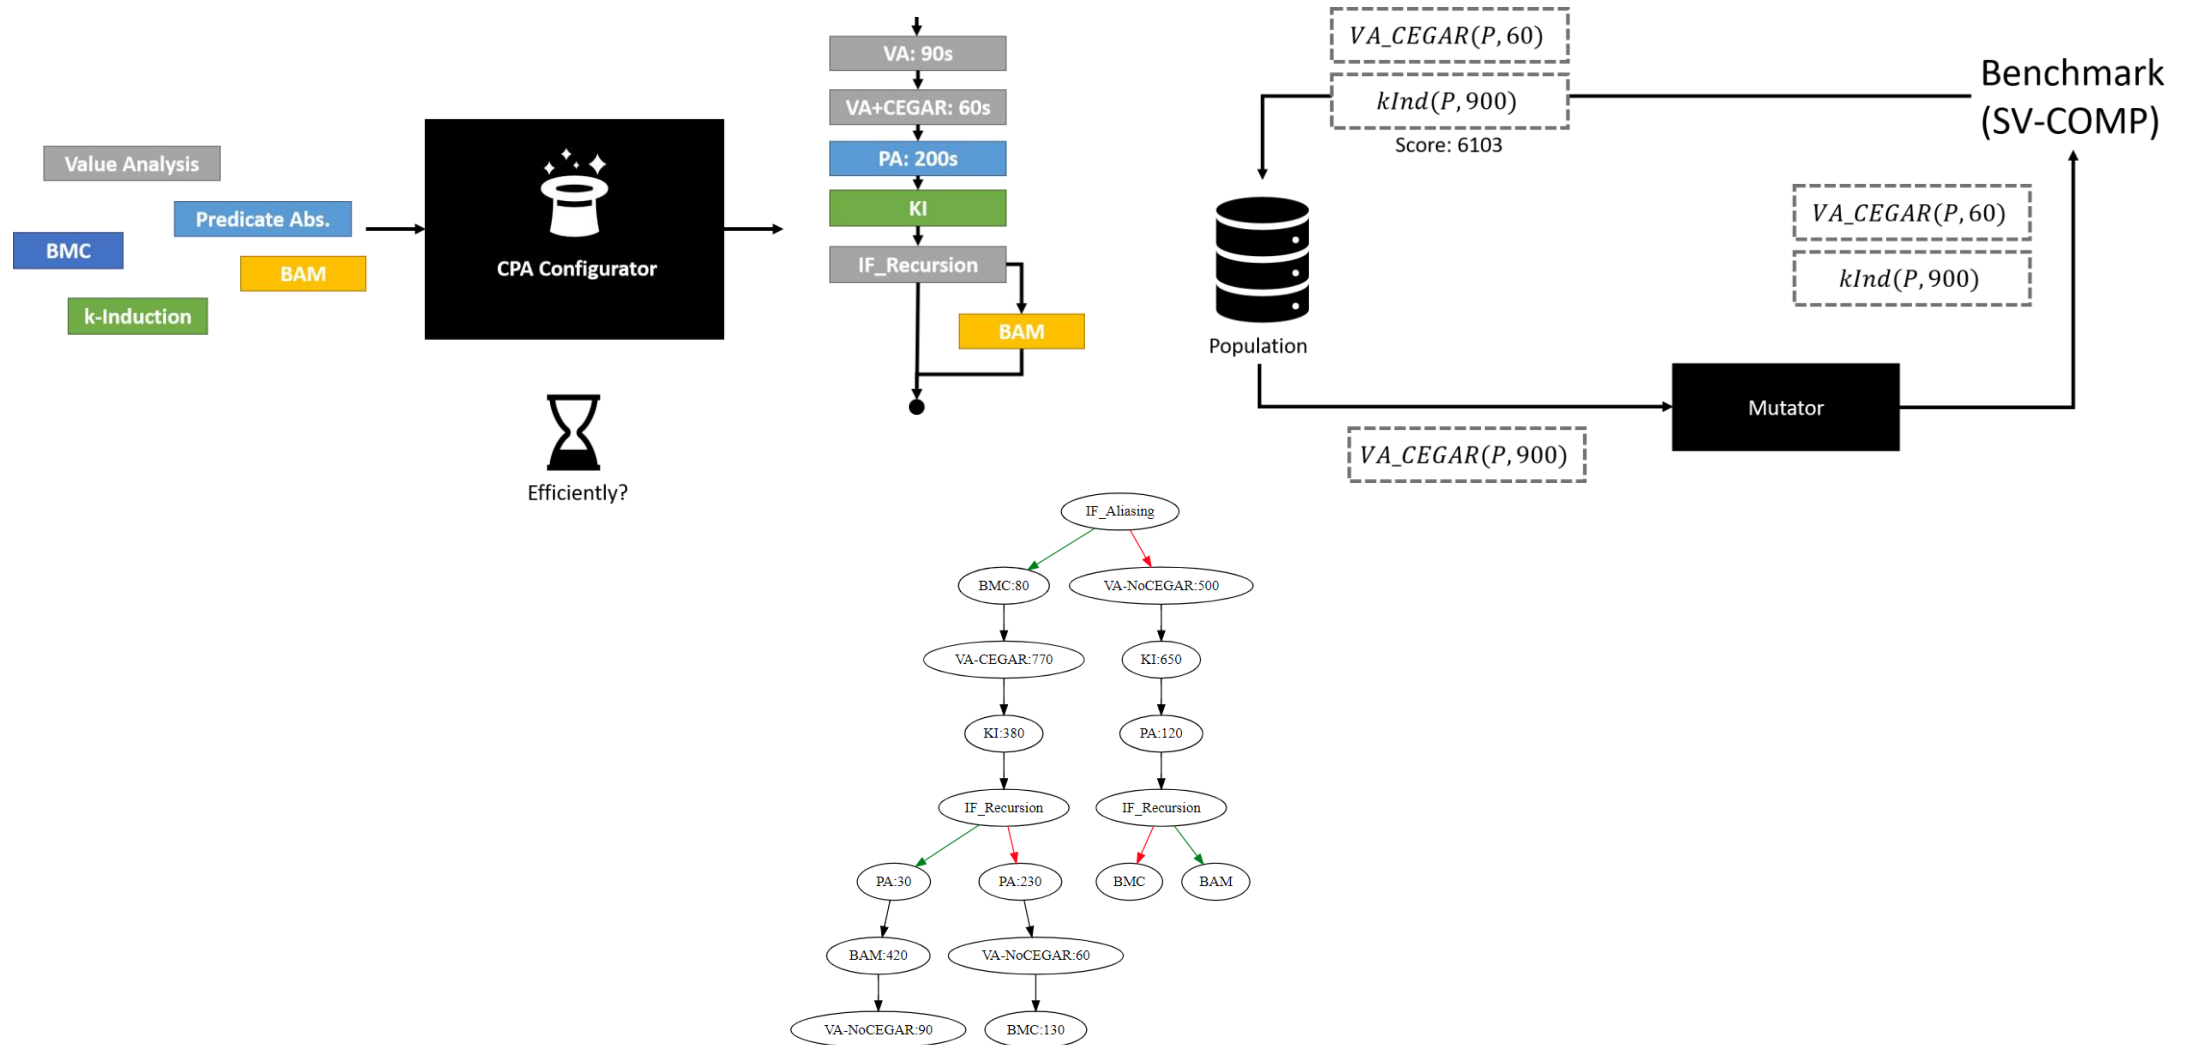 Value Analysis
Predicate Abs.
BMC
BAM
k-Induction
CPA Configurator
Efficiently?
VA: 90s
VA+CEGAR: 60s
PA: 200s
KI
IF_Recursion
BAM
VA_CEGAR(P, 60)
kInd(P, 900)
Score: 6103
Benchmark
(SV-COMP)
VA_CEGAR(P, 60)
kInd(P, 900)
Population
Mutator
VA_CEGAR(P, 900)
IF_Aliasing
BMC:80
VA-NoCEGAR:500
VA-CEGAR:770
KI:650
KI:380
PA:120
IF_Recursion
IF_Recursion
PA:30
PA:230
BMC
BAM
BAM:420
VA-NoCEGAR:60
VA-NoCEGAR:90
BMC:130